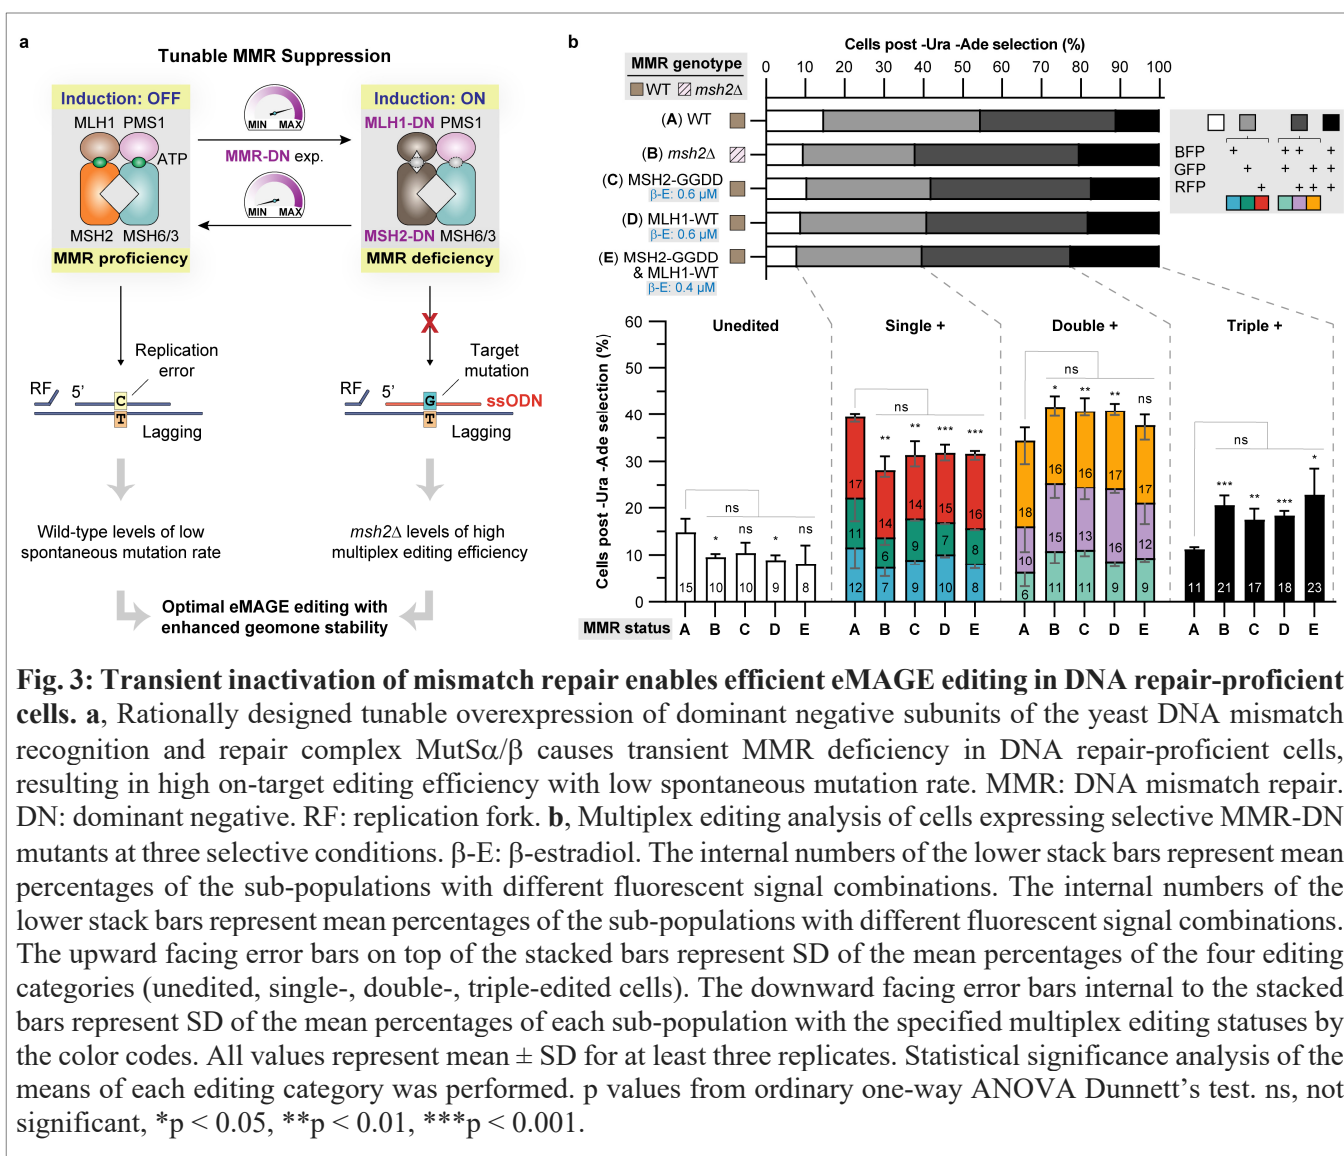 a
Tunable MMR Suppression
Induction: OFF
MLH1 PMS1
ATP
MSH2 MSH6/3
MMR proficiency
MIN MAX
MMR-DN exp.
MIN MAX
Induction: ON
MLH1-DN PMS1
MSH2-DN MSH6/3
MMR deficiency
X
Replication
error
RF 5’
C
T
Lagging
Target
mutation
RF 5’
G
ssODN
T
Lagging
Wild-type levels of low
spontaneous mutation rate
msh2Δ levels of high
multiplex editing efficiency
Optimal eMAGE editing with
enhanced geomone stability
b
Cells post -Ura -Ade selection (%)
MMR genotype
WT msh2Δ
0 10 20 30 40 50 60 70 80 90 100
(A) WT
(B) msh2Δ
(C) MSH2-GGDD
β-E: 0.6 µM
(D) MLH1-WT
β-E: 0.6 µM
(E) MSH2-GGDD
& MLH1-WT
β-E: 0.4 µM
BFP + + + +
GFP + + + +
RFP + + + +
Cells post -Ura -Ade selection (%)
60
50
40
30
20
10
0
Unedited
ns
* ns * ns
15 10 10 9 8
Single +
ns
** ** *** ***
17 14 14 15 16
11 6 9 7 8
12 7 9 10 8
Double +
ns
* ** ** ns
18 16 16 17 17
10 15 13 16 12
6 11 11 9 9
Triple +
ns
*** ** *** *
11 21 17 18 23
MMR status A B C D E A B C D E A B C D E A B C D E
Fig. 3: Transient inactivation of mismatch repair enables efficient eMAGE editing in DNA repair-proficient
cells. a, Rationally designed tunable overexpression of dominant negative subunits of the yeast DNA mismatch
recognition and repair complex MutSα/β causes transient MMR deficiency in DNA repair-proficient cells,
resulting in high on-target editing efficiency with low spontaneous mutation rate. MMR: DNA mismatch repair.
DN: dominant negative. RF: replication fork. b, Multiplex editing analysis of cells expressing selective MMR-DN
mutants at three selective conditions. β-E: β-estradiol. The internal numbers of the lower stack bars represent mean
percentages of the sub-populations with different fluorescent signal combinations. The internal numbers of the
lower stack bars represent mean percentages of the sub-populations with different fluorescent signal combinations.
The upward facing error bars on top of the stacked bars represent SD of the mean percentages of the four editing
categories (unedited, single-, double-, triple-edited cells). The downward facing error bars internal to the stacked
bars represent SD of the mean percentages of each sub-population with the specified multiplex editing statuses by
the color codes. All values represent mean ± SD for at least three replicates. Statistical significance analysis of the
means of each editing category was performed. p values from ordinary one-way ANOVA Dunnett’s test. ns, not
significant, *p < 0.05, **p < 0.01, ***p < 0.001.